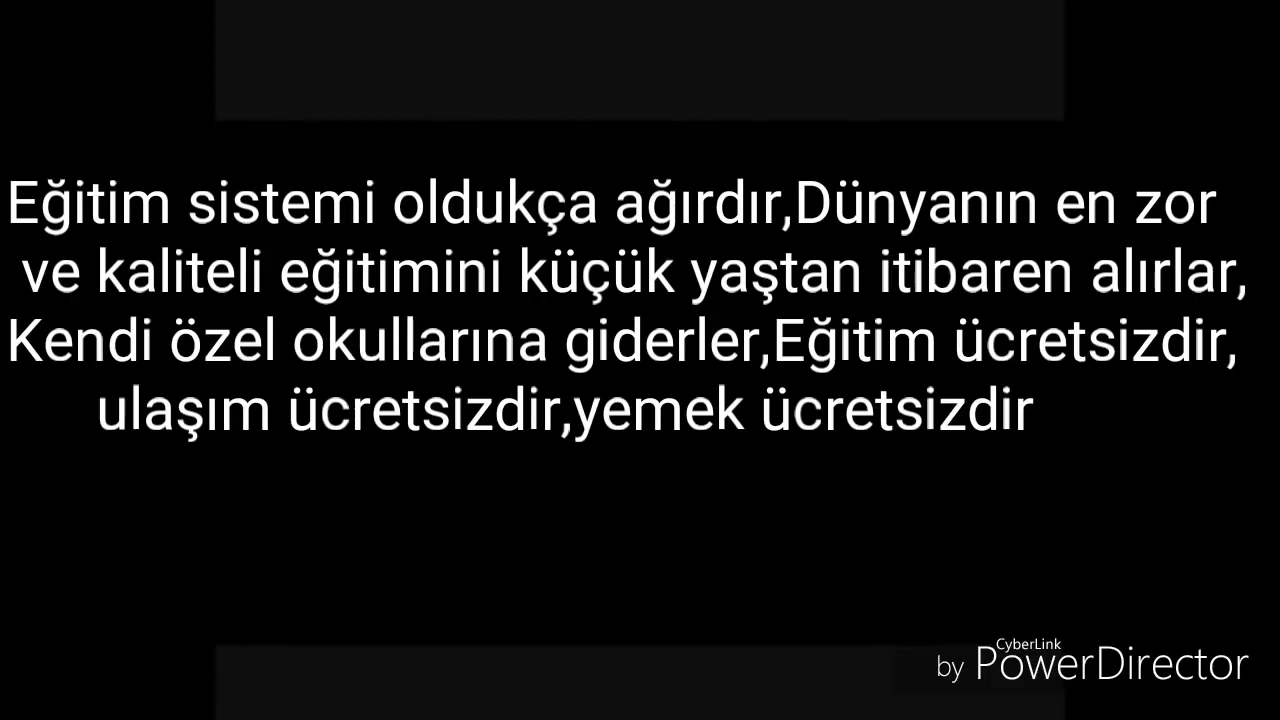 Eğitim sistemi oldukça ağırdır,Dünyanın en zor
ve kaliteli eğitimini küçük yaştan itibaren alırlar,
Kendi özel okullarına giderler,Eğitim ücretsizdir,
ulaşım ücretsizdir,yemek ücretsizdir
CyberLink
by PowerDirector